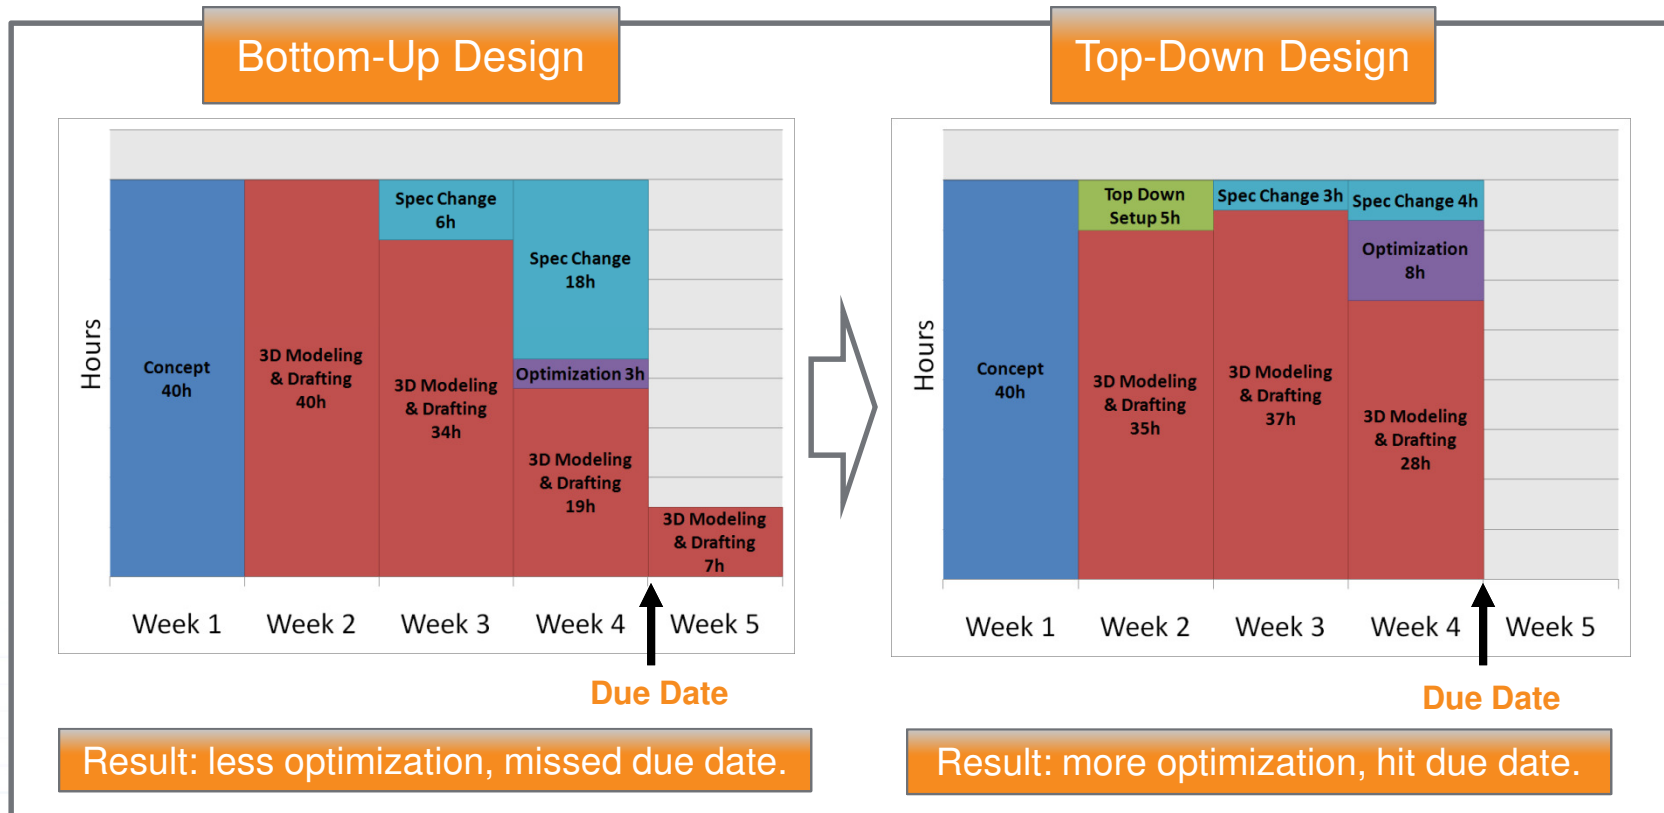 Bottom-Up Design
Hours
Concept
40h
3D Modeling
& Drafting
40h
Spec Change
6h
3D Modeling
& Drafting
34h
Spec Change
18h
Optimization 3h
3D Modeling
& Drafting
19h
3D Modeling
& Drafting
7h
Week 1
Week 2
Week 3
Week 4
Week 5
Due Date
Result: less optimization, missed due date.
Top-Down Design
Hours
Concept
40h
Top Down
Setup 5h
3D Modeling
& Drafting
35h
Spec Change 3h
3D Modeling
& Drafting
37h
Spec Change 4h
Optimization
8h
3D Modeling
& Drafting
28h
Week 1
Week 2
Week 3
Week 4
Week 5
Due Date
Result: more optimization, hit due date.